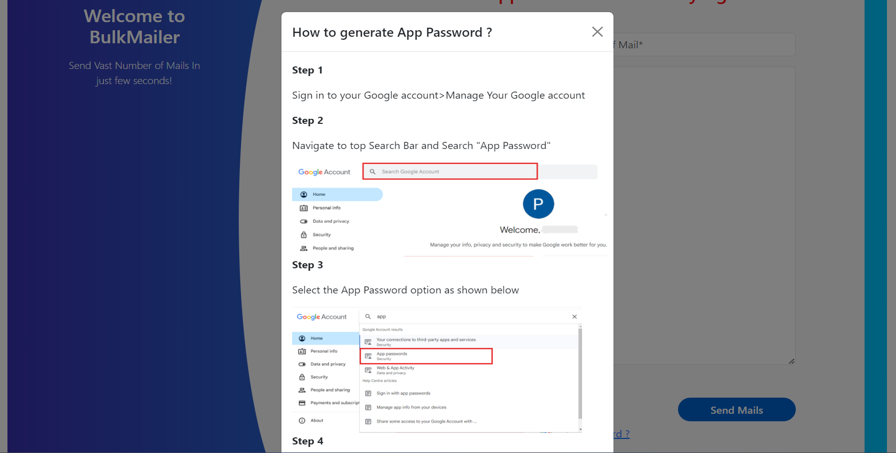 Welcome to
BulkMailer
Send Vast Number of Mails In
just few seconds!
How to generate App Password ?
Step 1
Sign in to your Google account>Manage Your Google account
Step 2
Navigate to top Search Bar and Search "App Password"
Google Account
Search Google Account
Home
Personal info
Data and privacy
Security
People and sharing
P
Welcome,
Manage your info, privacy and security to make Google work better for you.
Step 3
Select the App Password option as shown below
Google Account
app
Home
Personal info
Data and privacy
Security
People and sharing
Payments and subscript
About
Google Account results
Your connections to third-party apps and services
Security
App passwords
Security
Web & App Activity
Data and privacy
Help Centre articles
Sign in with app passwords
Manage app info from your devices
Share some access to your Google Account with...
Step 4
of Mail*
Send Mails
rd ?